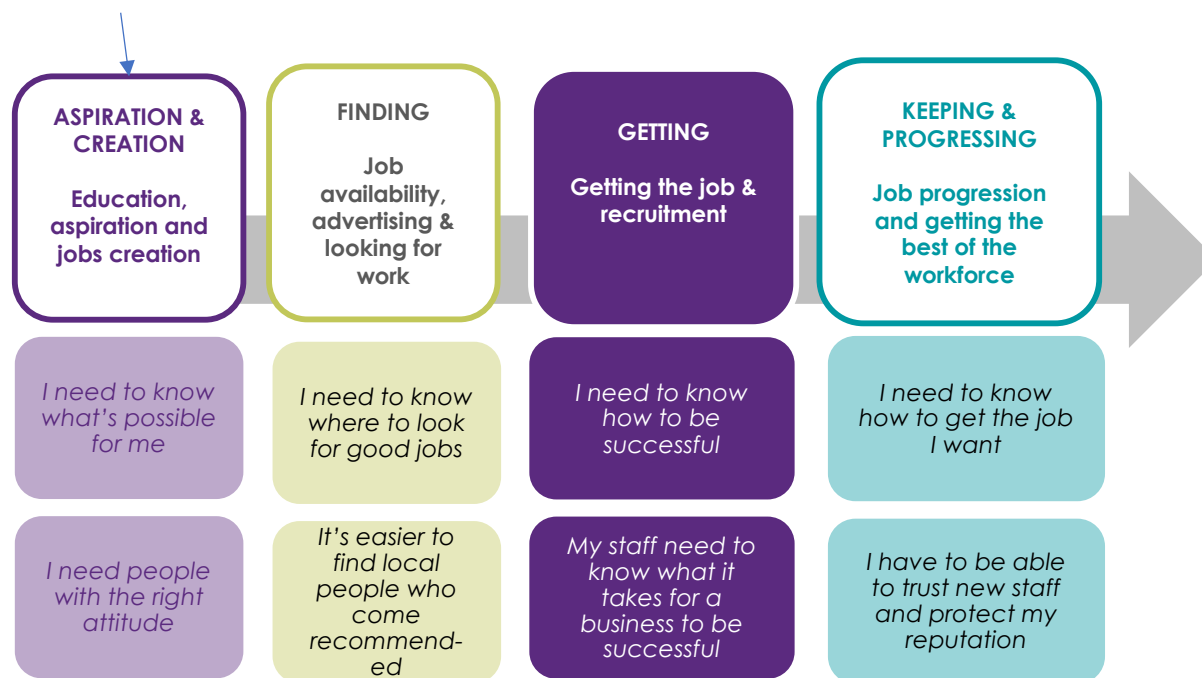 ASPIRATION &
CREATION
Education,
aspiration and
jobs creation
FINDING
Job
availability,
advertising &
looking for
work
GETTING
Getting the job &
recruitment
KEEPING &
PROGRESSING
Job progression
and getting the
best of the
workforce
I need to know
what's possible
for me
I need to know
where to look
for good jobs
I need to know
how to be
successful
I need to know
how to get the job
I want
I need people
with the right
attitude
It's easier to
find local
people who
come
recommend-
ed
My staff need to
know what it
takes for a
business to be
successful
I have to be able
to trust new staff
and protect my
reputation